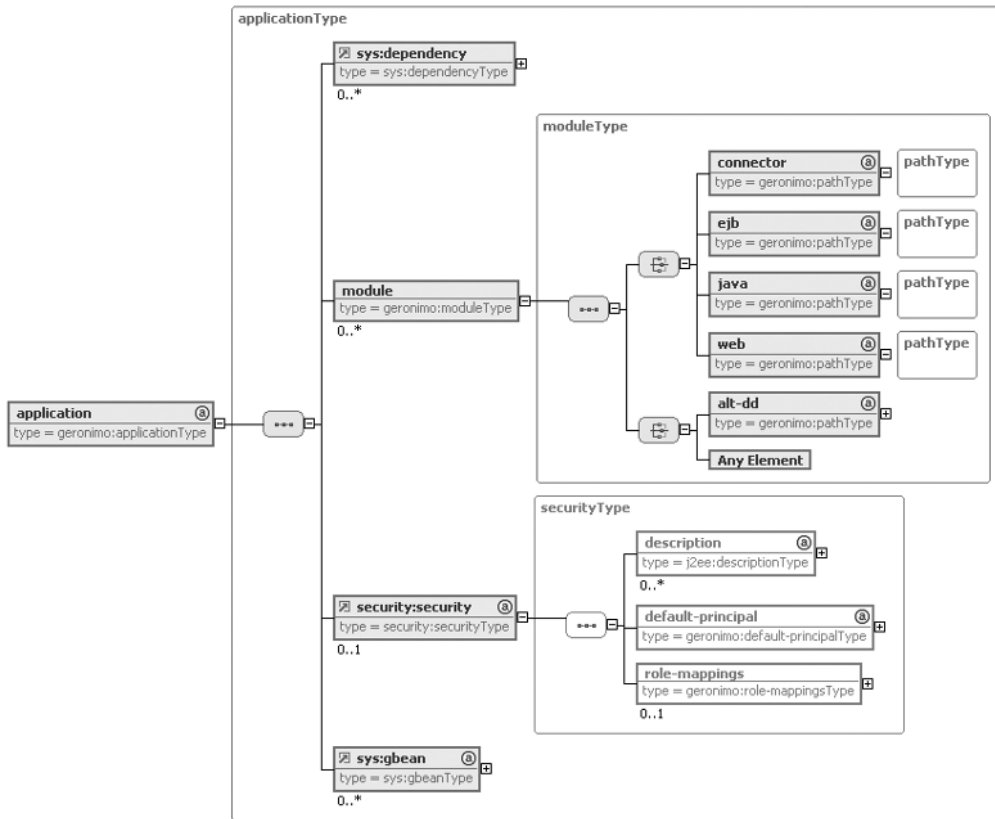 applicationType
sys:dependency
type = sys:dependencyType
0..*
moduleType
connector
type = geronimo:pathType
pathType
ejb
type = geronimo:pathType
pathType
module
type = geronimo:moduleType
0..*
java
type = geronimo:pathType
pathType
web
type = geronimo:pathType
pathType
application
type = geronimo:applicationType
alt-dd
type = geronimo:pathType
Any Element
securityType
description
type = j2ee:descriptionType
0..*
security:security
type = security:securityType
0..1
default-principal
type = geronimo:default-principalType
role-mappings
type = geronimo:role-mappingsType
0..1
sys:gbean
type = sys:gbeanType
0..*